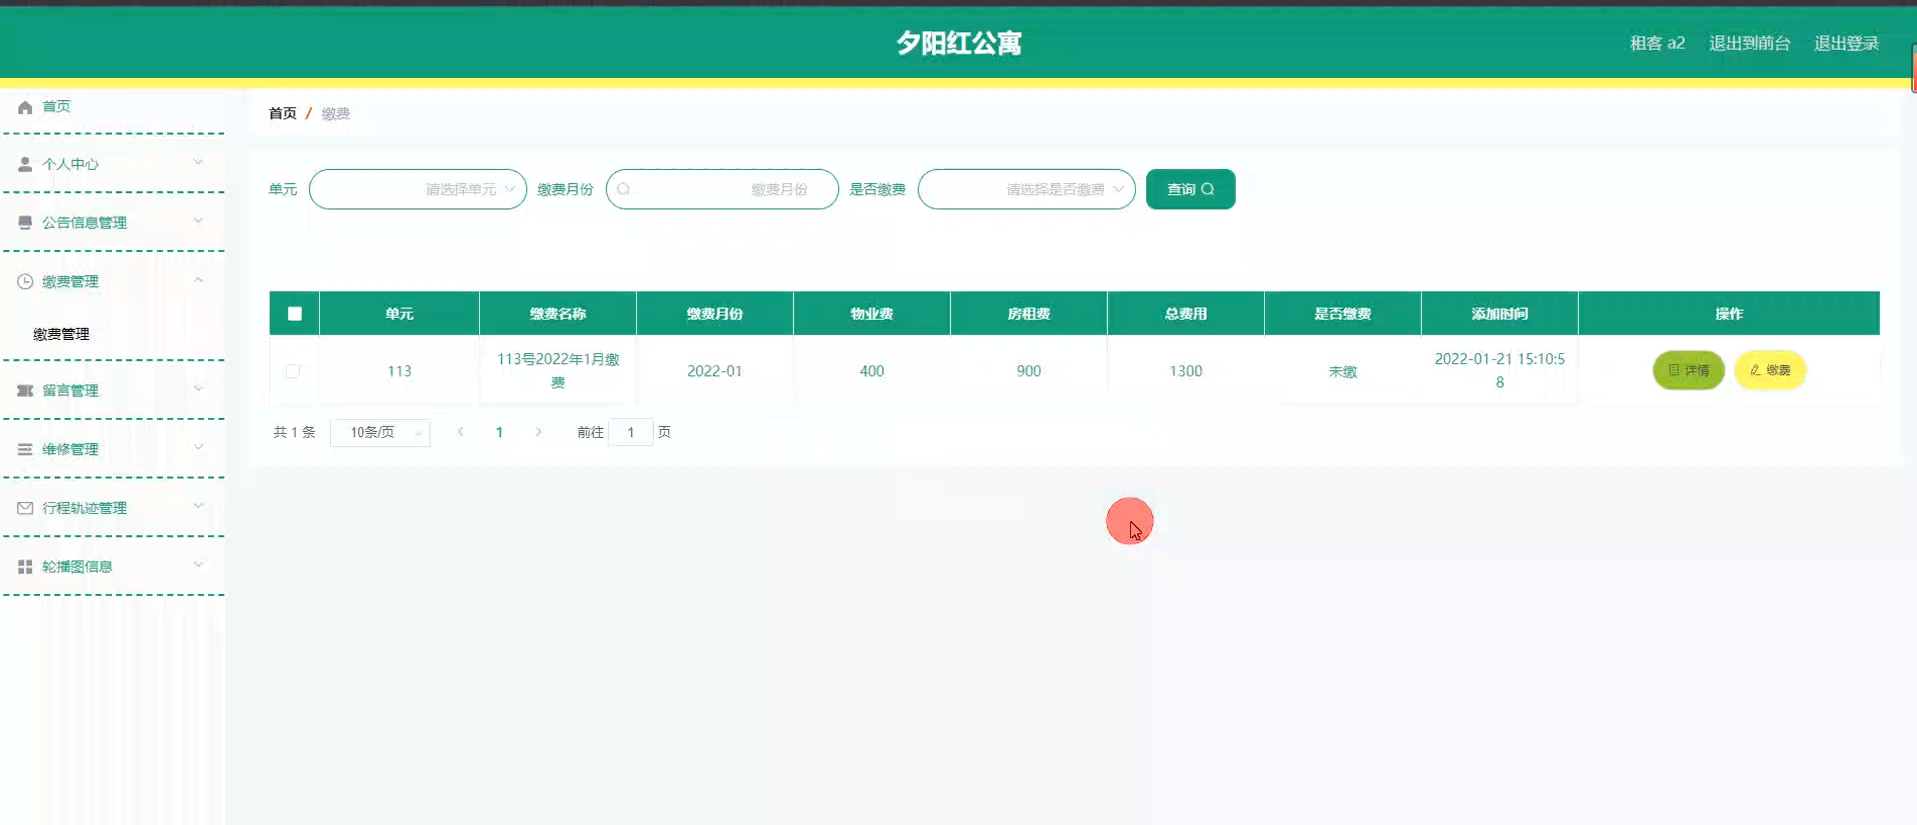 夕阳红公寓
租客 a2 退出到前台 退出登录
首页
个人中心
公告信息管理
缴费管理
缴费管理
留言管理
维修管理
行程轨迹管理
轮播图信息
首页 / 缴费
单元 请选择单元 缴费月份 缴费月份 是否缴费 请选择是否缴费 查询
单元 缴费名称 缴费月份 物业费 房租费 总费用 是否缴费 添加时间 操作
113 113号2022年1月缴费 2022-01 400 900 1300 未缴 2022-01-21 15:10:58 详情 缴费
共 1 条 10条/页 1 前往 1 页